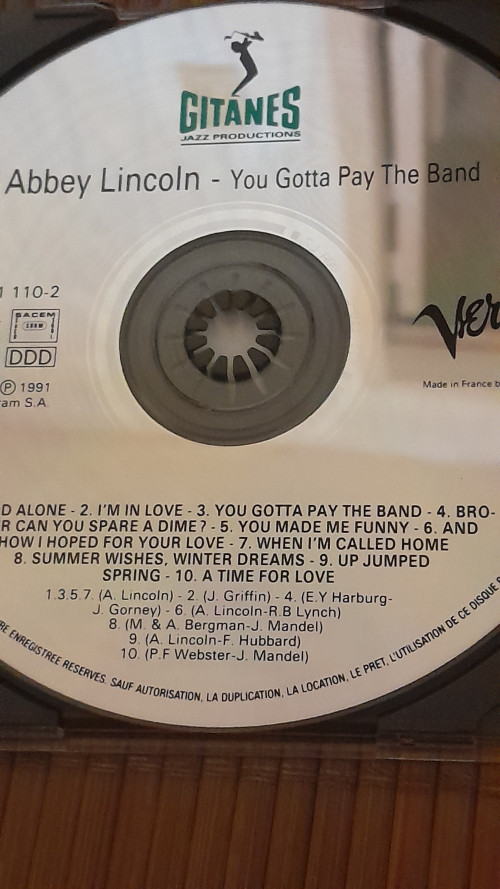 GITANES
JAZZ PRODUCTIONS
Abbey Lincoln - You Gotta Pay The Band
1 110-2
SACEM
DDD
Ⓟ 1991
Made in France b
am S.A.
D ALONE - 2. I'M IN LOVE - 3. YOU GOTTA PAY THE BAND - 4. BRO-
R CAN YOU SPARE A DIME? - 5. YOU MADE ME FUNNY - 6. AND
HOW I HOPED FOR YOUR LOVE - 7. WHEN I'M CALLED HOME
8. SUMMER WISHES, WINTER DREAMS - 9. UP JUMPED
SPRING - 10. A TIME FOR LOVE
1.3.5.7. (A. Lincoln) - 2. (J. Griffin) - 4. (E.Y Harburg-
J. Gorney) - 6. (A. Lincoln-R.B Lynch)
8. (M. & A. Bergman-J. Mandel)
9. (A. Lincoln-F. Hubbard)
10. (P.F Webster-J. Mandel)
RE ENREGISTREE RESERVES. SAUF AUTORISATION, LA DUPLICATION, LA LOCATION, LE PRET, L'UTILISATION DE CE DISQUE